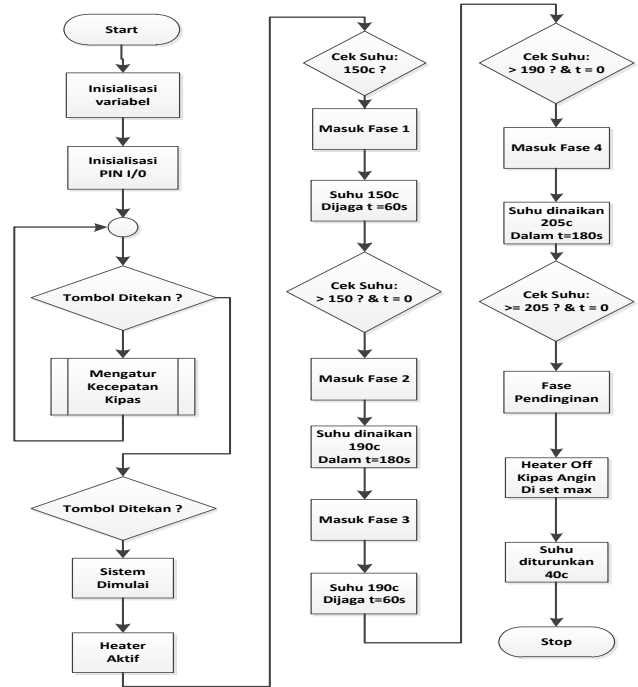 Start
Inisialisasi
variabel
Inisialisasi
PIN I/0
Tombol Ditekan ?
Mengatur
Kecepatan
Kipas
Tombol Ditekan ?
Sistem
Dimulai
Heater
Aktif
Cek Suhu:
150c ?
Masuk Fase 1
Suhu 150c
Dijaga t =60s
Cek Suhu:
> 150 ? & t = 0
Masuk Fase 2
Suhu dinaikan
190c
Dalam t=180s
Masuk Fase 3
Suhu 190c
Dijaga t=60s
Cek Suhu:
> 190 ? & t = 0
Masuk Fase 4
Suhu dinaikan
205c
Dalam t=180s
Cek Suhu:
>= 205 ? & t = 0
Fase
Pendinginan
Heater Off
Kipas Angin
Di set max
Suhu
diturunkan
40c
Stop